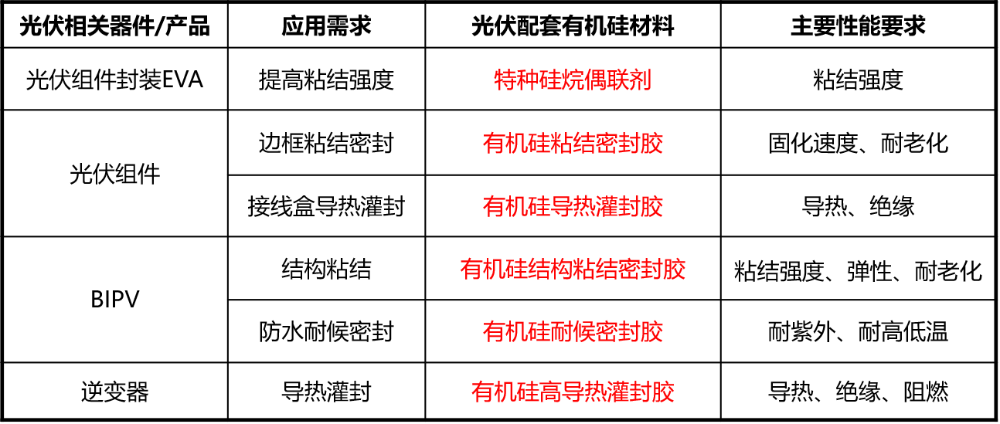 光伏相关器件/产品 应用需求 光伏配套有机硅材料 主要性能要求
光伏组件封装EVA 提高粘结强度 特种硅烷偶联剂 粘结强度
光伏组件 边框粘结密封 有机硅粘结密封胶 固化速度、耐老化
接线盒导热灌封 有机硅导热灌封胶 导热、绝缘
BIPV 结构粘结 有机硅结构粘结密封胶 粘结强度、弹性、耐老化
防水耐候密封 有机硅耐候密封胶 耐紫外、耐高低温
逆变器 导热灌封 有机硅高导热灌封胶 导热、绝缘、阻燃